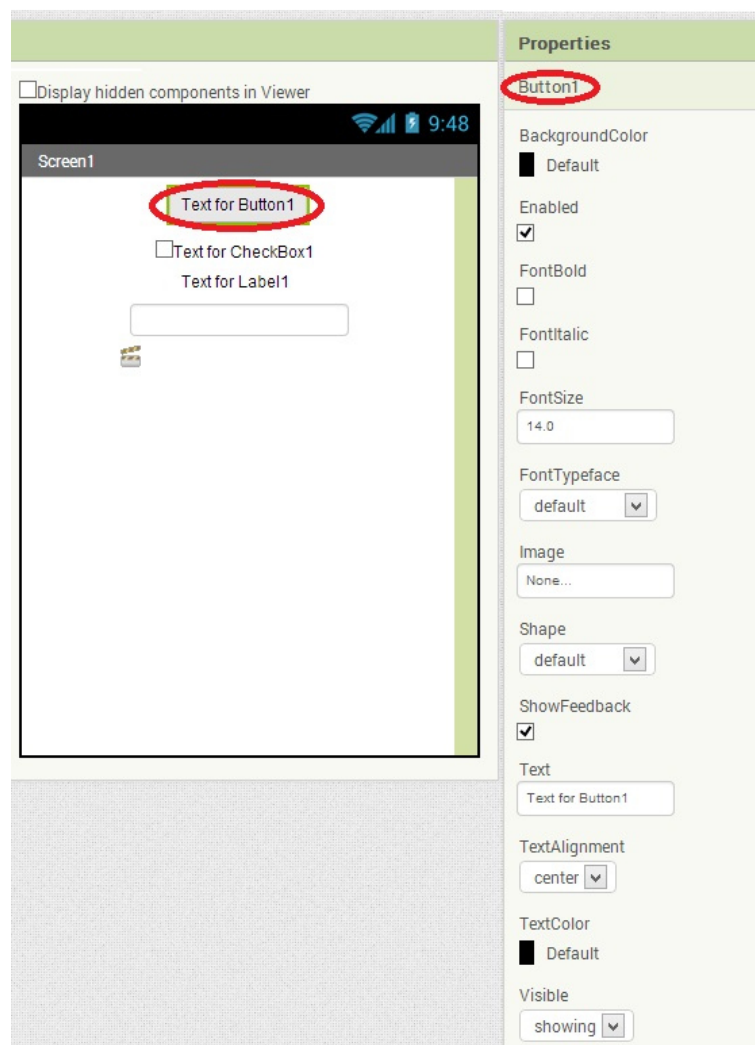 Display hidden components in Viewer
9:48
Screen1
Text for Button1
Text for CheckBox1
Text for Label1
Properties
Button1
BackgroundColor
Default
Enabled
FontBold
FontItalic
FontSize
14.0
FontTypeface
default
Image
None...
Shape
default
ShowFeedback
Text
Text for Button1
TextAlignment
center
TextColor
Default
Visible
showing